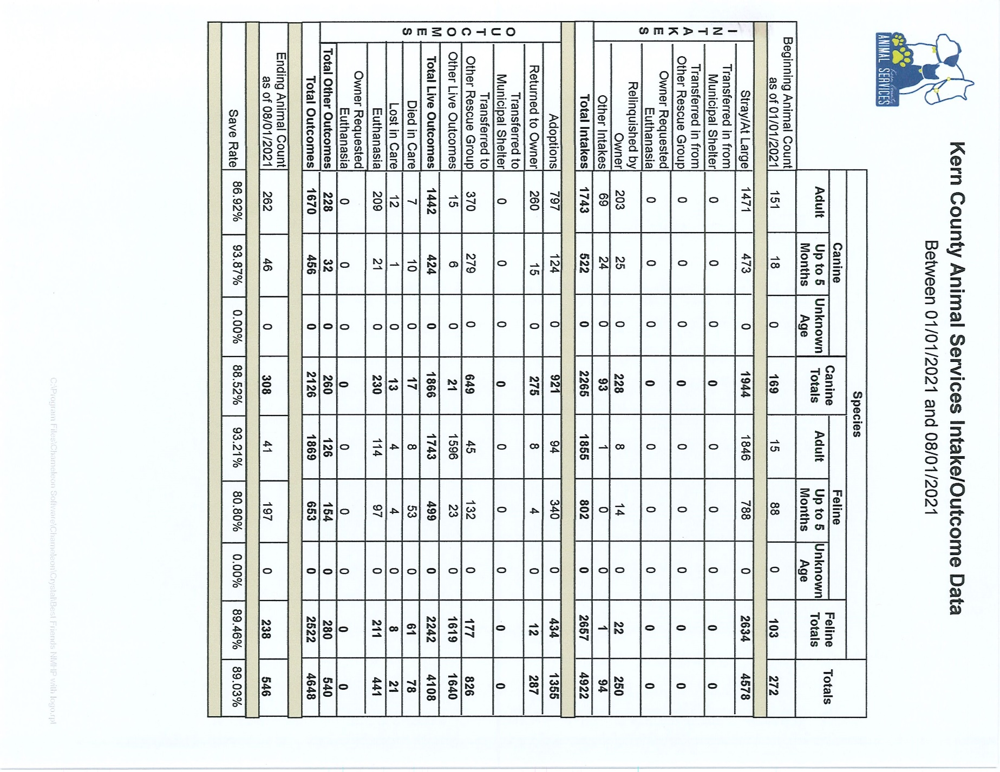 Kern County
ANIMAL SERVICES
Kern County Animal Services Intake/Outcome Data
Between 01/01/2021 and 08/01/2021
Species
Canine Canine Totals Feline Feline Totals Totals
Adult Up to 5 Months Unknown Age Adult Up to 5 Months Unknown Age
Beginning Animal Count as of 01/01/2021 151 18 0 169 15 88 0 103 272
INTAKES
Stray/At Large 1471 473 0 1944 1846 788 0 2634 4578
Transferred in from Municipal Shelter 0 0 0 0 0 0 0 0 0
Transferred in from Other Rescue Group 0 0 0 0 0 0 0 0 0
Owner Requested Euthanasia 0 0 0 0 0 0 0 0 0
Relinquished by Owner 203 25 0 228 8 14 0 22 250
Other Intakes 69 24 0 93 1 0 0 1 94
Total Intakes 1743 522 0 2265 1855 802 0 2657 4922
OUTCOMES
Adoptions 797 124 0 921 94 340 0 434 1355
Returned to Owner 260 15 0 275 8 4 0 12 287
Transferred to Municipal Shelter 0 0 0 0 0 0 0 0 0
Transferred to Other Rescue Group 370 279 0 649 45 132 0 177 826
Other Live Outcomes 15 6 0 21 1596 23 0 1619 1640
Total Live Outcomes 1442 424 0 1866 1743 499 0 2242 4108
Died in Care 7 10 0 17 8 53 0 61 78
Lost in Care 12 1 0 13 4 4 0 8 21
Euthanasia 209 21 0 230 114 97 0 211 441
Owner Requested Euthanasia 0 0 0 0 0 0 0 0 0
Total Other Outcomes 228 32 0 260 126 154 0 280 540
Total Outcomes 1670 456 0 2126 1869 653 0 2522 4648
Ending Animal Count as of 08/01/2021 262 46 0 308 41 197 0 238 546
Save Rate 86.92% 93.87% 0.00% 88.52% 93.21% 80.80% 0.00% 89.46% 89.03%
C:\Program Files\Chameleon Software\Chameleon\Crystal\Best Friends NMHP with logo.rpt